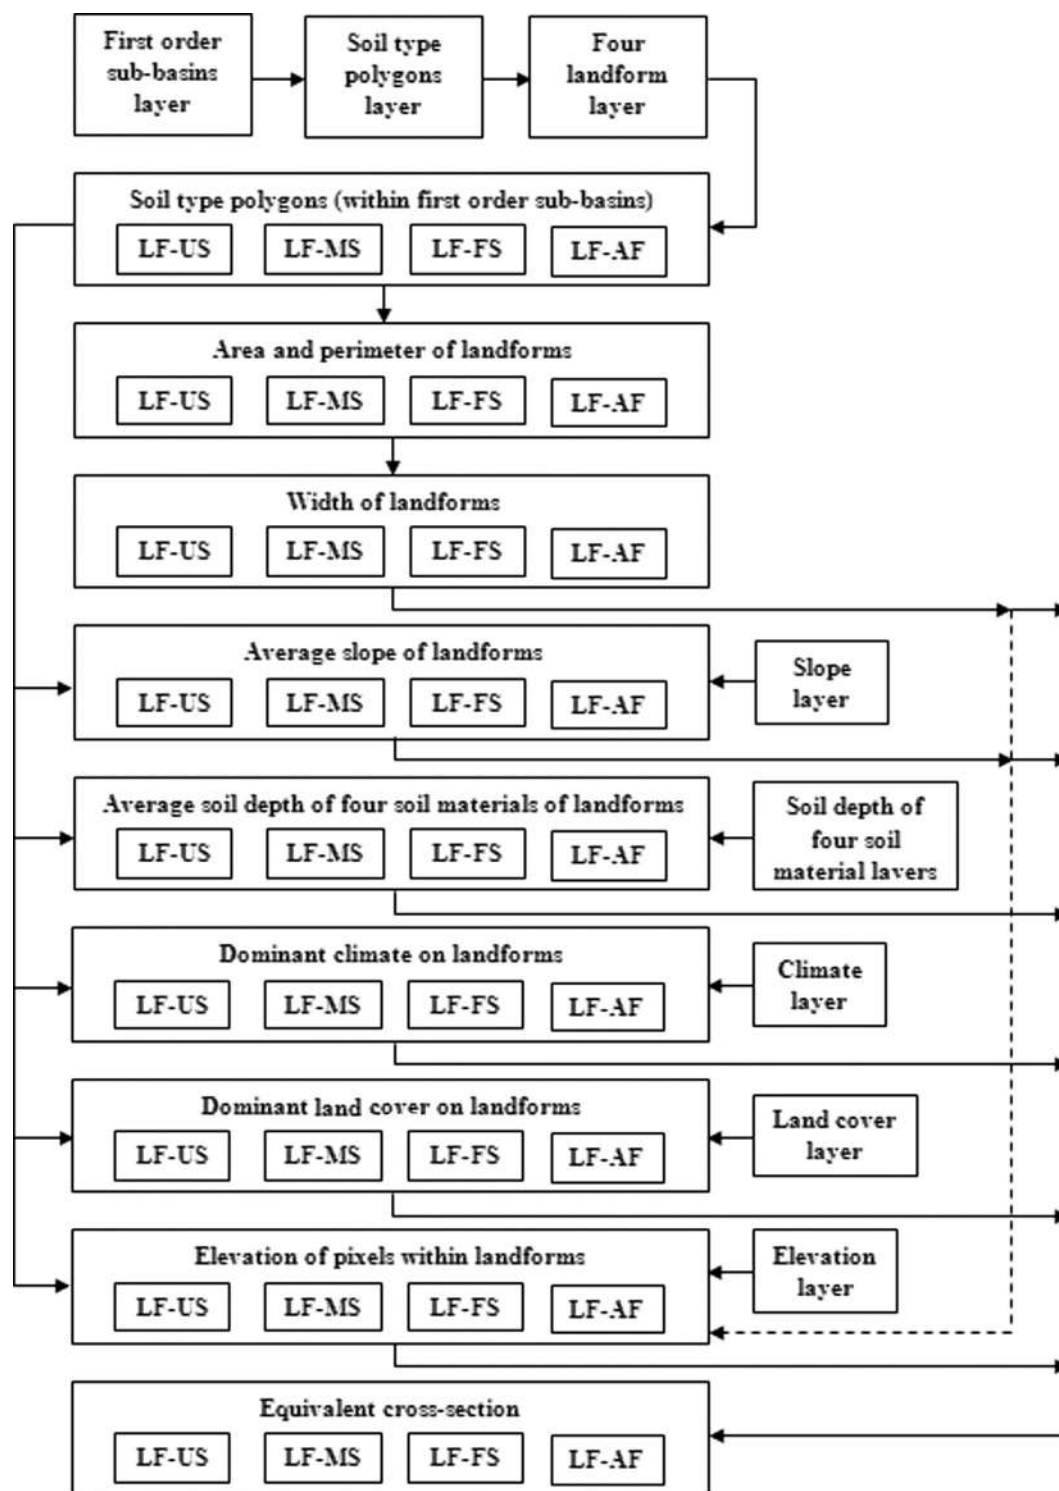 First order
sub-basins
layer
Soil type
polygons
layer
Four
landform
layer
Soil type polygons (within first order sub-basins)
LF-US LF-MS LF-FS LF-AF
Area and perimeter of landforms
LF-US LF-MS LF-FS LF-AF
Width of landforms
LF-US LF-MS LF-FS LF-AF
Average slope of landforms
LF-US LF-MS LF-FS LF-AF
Slope
layer
Average soil depth of four soil materials of landforms
LF-US LF-MS LF-FS LF-AF
Soil depth of
four soil
material layers
Dominant climate on landforms
LF-US LF-MS LF-FS LF-AF
Climate
layer
Dominant land cover on landforms
LF-US LF-MS LF-FS LF-AF
Land cover
layer
Elevation of pixels within landforms
LF-US LF-MS LF-FS LF-AF
Elevation
layer
Equivalent cross-section
LF-US LF-MS LF-FS LF-AF